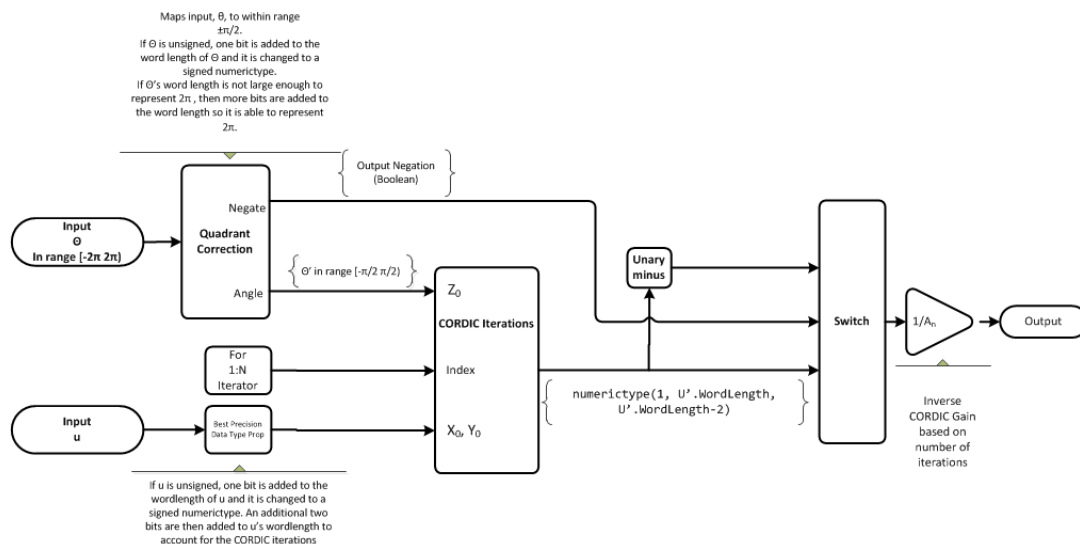 Maps input, θ, to within range
±π/2.
If Θ is unsigned, one bit is added to the
word length of Θ and it is changed to a
signed numerictype.
If Θ's word length is not large enough to
represent 2π , then more bits are added to
the word length so it is able to represent
2π.
Output Negation
(Boolean)
Input
Θ
In range [-2π 2π)
Negate
Quadrant
Correction
Angle
Θ' in range [-π/2 π/2)
Unary
minus
Z₀
CORDIC Iterations
Index
X₀, Y₀
For
1:N
Iterator
Input
u
Best Precision
Data Type Prop
numerictype(1, U'.WordLength,
U'.WordLength-2)
Switch
1/Aₙ
Output
Inverse
CORDIC Gain
based on
number of
iterations
If u is unsigned, one bit is added to the
wordlength of u and it is changed to a
signed numerictype. An additional two
bits are then added to u's wordlength to
account for the CORDIC iterations